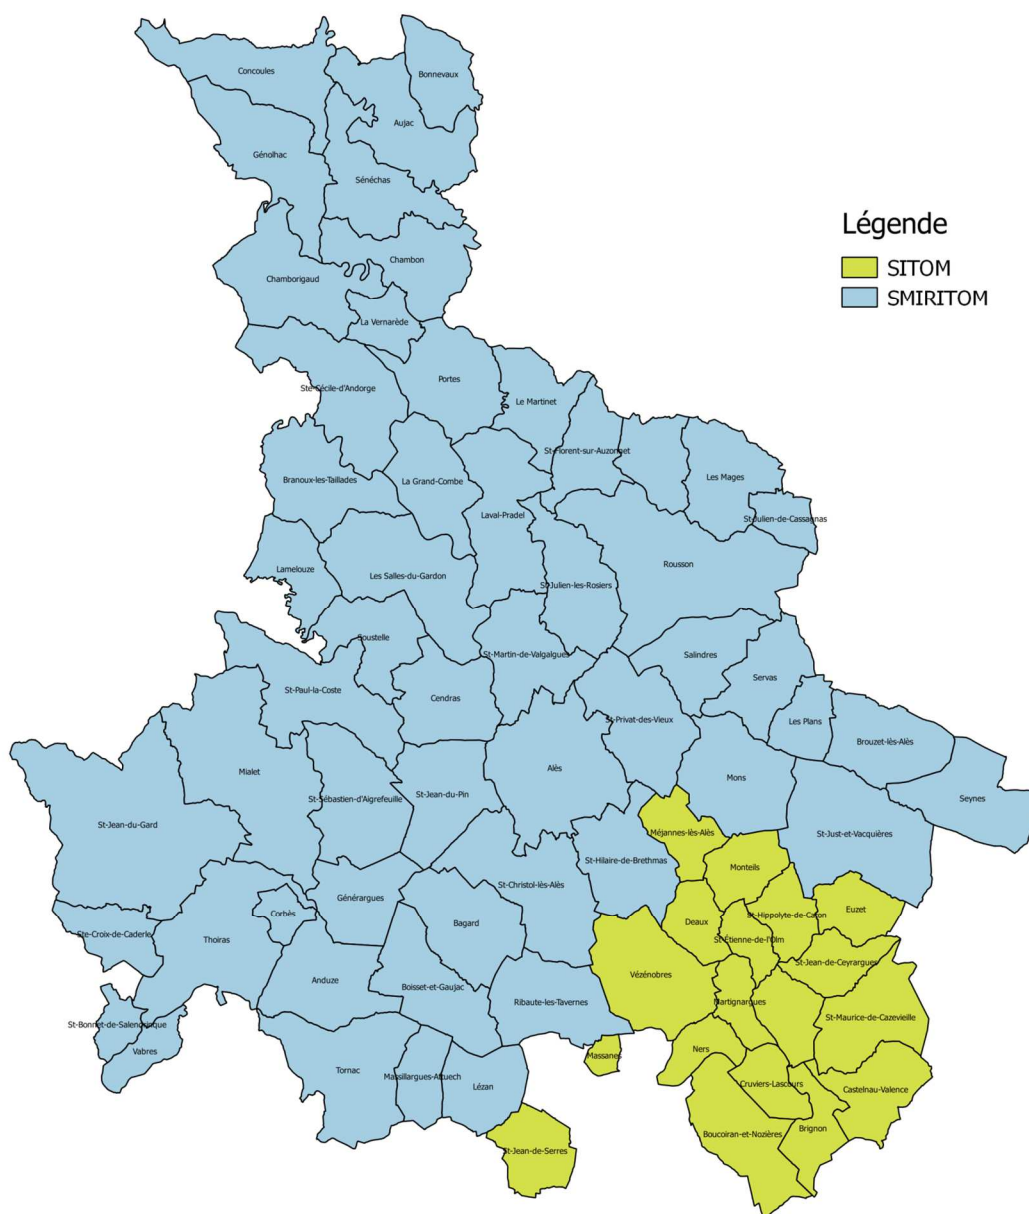 Concoules
Bonnevaux
Aujac
Génolhac
Sénéchas
Légende
SITOM
SMIRITOM
Chambon
Chamborigaud
La Vernarède
Portes
Ste-Cécile-d'Andorge
Le Martinet
St-Florent-sur-Auzonnet
Les Mages
Branoux-les-Taillades
La Grand-Combe
Laval-Pradel
St-Julien-de-Cassagnas
Rousson
Lamelouze
Les Salles-du-Gardon
St-Julien-les-Rosiers
Soustelle
St-Martin-de-Valgalgues
Salindres
Servas
St-Paul-la-Coste
Cendras
St-Privat-des-Vieux
Les Plans
Brouzet-lès-Alès
Mialet
Alès
Mons
St-Sébastien-d'Aigrefeuille
St-Jean-du-Pin
Seynes
St-Jean-du-Gard
Méjannes-lès-Alès
St-Just-et-Vacquières
St-Hilaire-de-Brethmas
Monteils
St-Christol-lès-Alès
Générargues
Corbès
Euzet
St-Hippolyte-de-Caton
Bagard
Deaux
Ste-Croix-de-Caderle
Thoiras
St-Étienne-de-l'Olm
St-Jean-de-Ceyrargues
Vézénobres
Anduze
Boisset-et-Gaujac
Ribaute-les-Tavernes
Martignargues
St-Maurice-de-Cazevieille
St-Bonnet-de-Salendrinque
Vabres
Ners
Massanes
Tornac
Massillargues-Attuech
Lézan
Cruviers-Lascours
Castelnau-Valence
Brignon
Boucoiran-et-Nozières
St-Jean-de-Serres